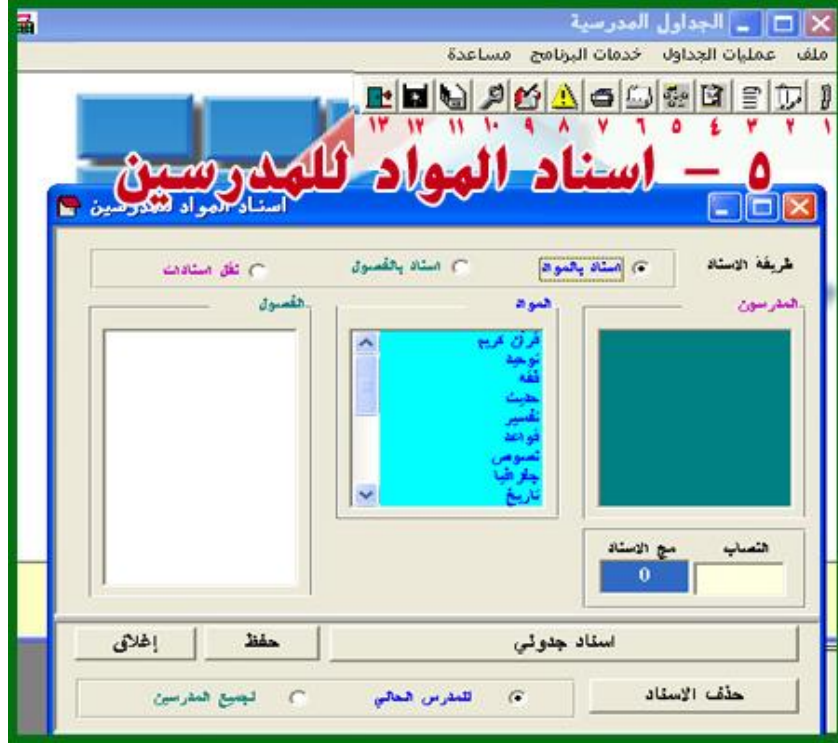 الجداول المدرسية
ملف عمليات الجداول خدمات البرنامج مساعدة
١ ٢ ٣ ٤ ٥ ٦ ٧ ٨ ٩ ١٠ ١١ ١٢ ١٣
٥ – اسناد المواد للمدرسين
اسناد المواد للمدرسين
طريقة الاسناد اسناد بالمواد اسناد بالفصول نقل اسنادات
المدرسون المواد الفصول
قرآن كريم
توحيد
فقه
حديث
تفسير
قواعد
نصوص
جغرافيا
تاريخ
النصاب مج الاسناد
0
اسناد جدولي حفظ إغلاق
حذف الاسناد للمدرس الحالي لجميع المدرسين